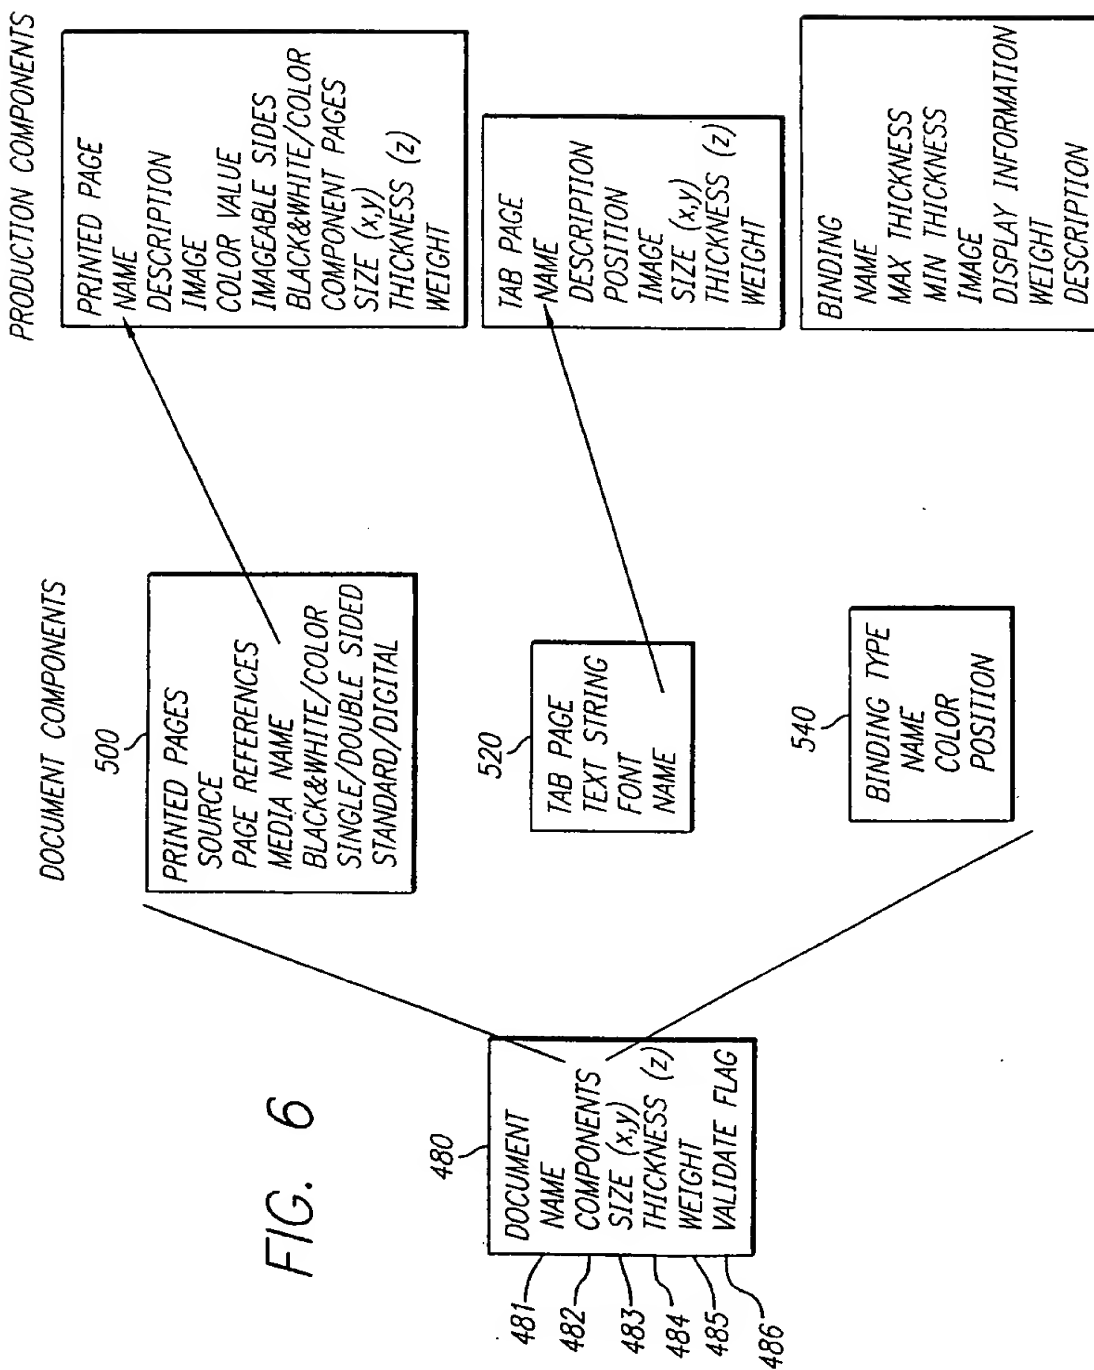 FIG. 6
480
DOCUMENT
NAME
COMPONENTS
SIZE (x,y)
THICKNESS (z)
WEIGHT
VALIDATE FLAG
481
482
483
484
485
486
DOCUMENT COMPONENTS
500
PRINTED PAGES
SOURCE
PAGE REFERENCES
MEDIA NAME
BLACK&WHITE/COLOR
SINGLE/DOUBLE SIDED
STANDARD/DIGITAL
520
TAB PAGE
TEXT STRING
FONT
NAME
540
BINDING TYPE
NAME
COLOR
POSITION
PRODUCTION COMPONENTS
PRINTED PAGE
NAME
DESCRIPTION
IMAGE
COLOR VALUE
IMAGEABLE SIDES
BLACK&WHITE/COLOR
COMPONENT PAGES
SIZE (x,y)
THICKNESS (z)
WEIGHT
TAB PAGE
NAME
DESCRIPTION
POSITION
IMAGE
SIZE (x,y)
THICKNESS (z)
WEIGHT
BINDING
NAME
MAX THICKNESS
MIN THICKNESS
IMAGE
DISPLAY INFORMATION
WEIGHT
DESCRIPTION